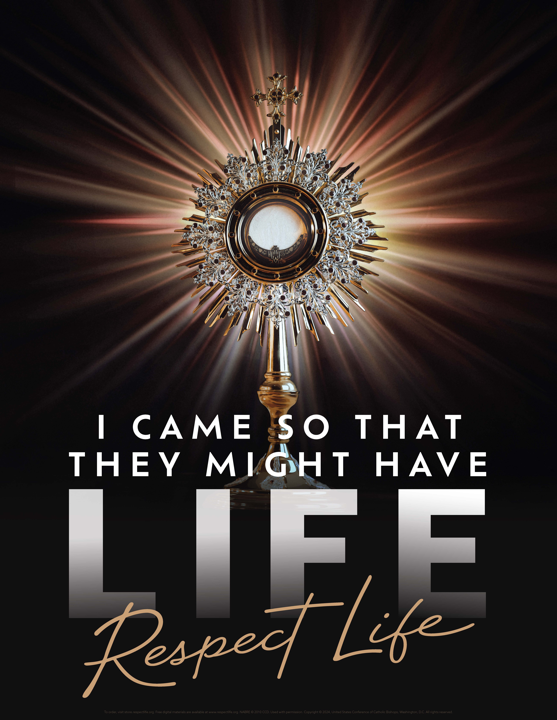 I CAME SO THAT
THEY MIGHT HAVE
LIFE
Respect Life